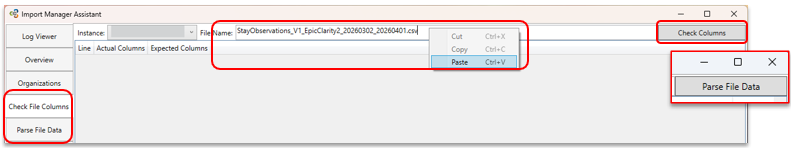 Import Manager Assistant
Log Viewer
Instance:
File Name:
StayObservations_V1_EpicClarity2_20260302_20260401.csv
Check Columns
Line Actual Columns Expected Columns
Cut Ctrl+X
Copy Ctrl+C
Paste Ctrl+V
Overview
Organizations
Check File Columns
Parse File Data
Parse File Data